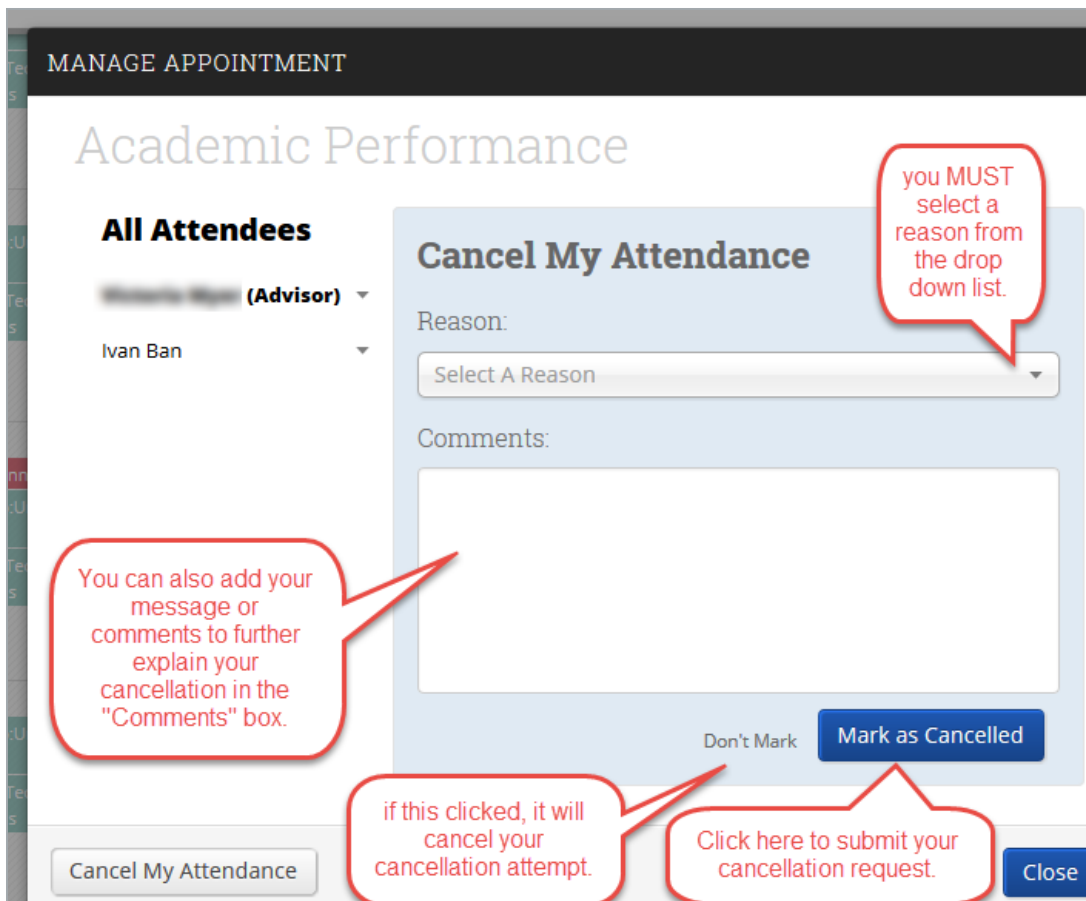 MANAGE APPOINTMENT
Academic Performance
All Attendees
(Advisor)
Ivan Ban
Cancel My Attendance
Reason:
Select A Reason
you MUST
select a
reason from
the drop
down list.
Comments:
You can also add your
message or
comments to further
explain your
cancellation in the
"Comments" box.
Don't Mark
Mark as Cancelled
if this clicked, it will
cancel your
cancellation attempt.
Click here to submit your
cancellation request.
Cancel My Attendance
Close